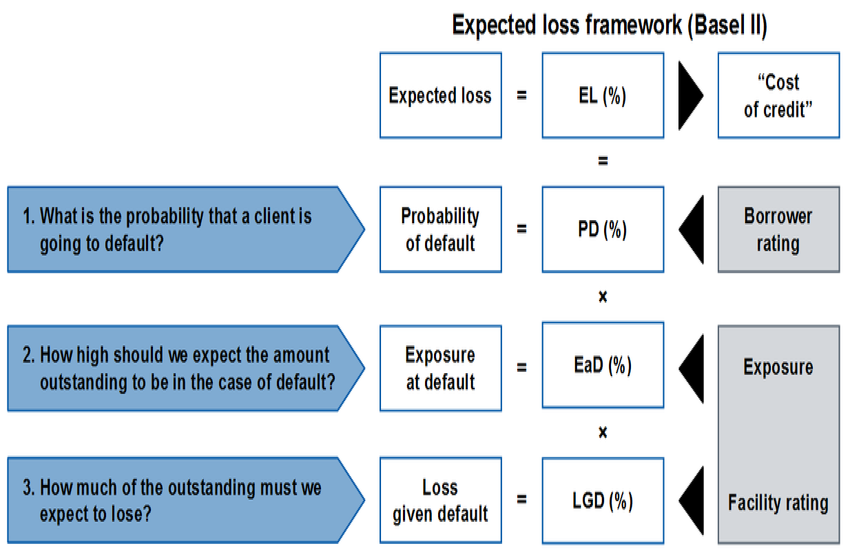 Expected loss framework (Basel II)
Expected loss = EL (%) “Cost
of credit”
=
1. What is the probability that a client is
going to default?
Probability
of default
= PD (%)
Borrower
rating
×
2. How high should we expect the amount
outstanding to be in the case of default?
Exposure
at default
= EaD (%)
Exposure
×
3. How much of the outstanding must we
expect to lose?
Loss
given default
= LGD (%)
Facility rating